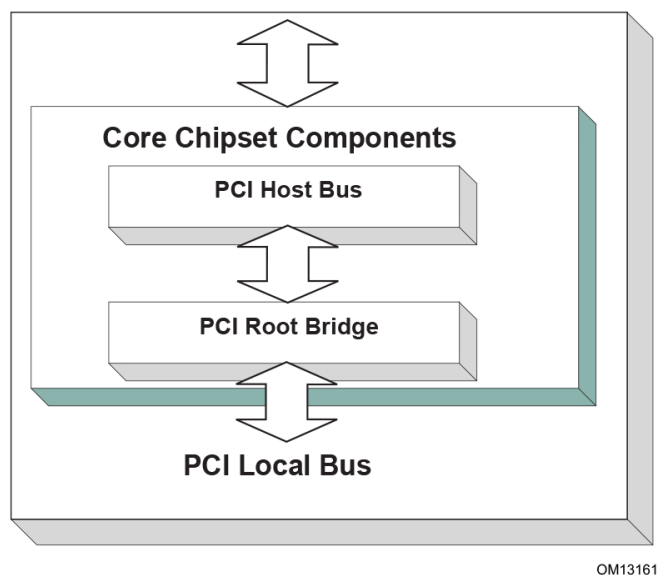 Core Chipset Components
PCI Host Bus
PCI Root Bridge
PCI Local Bus
OM13161